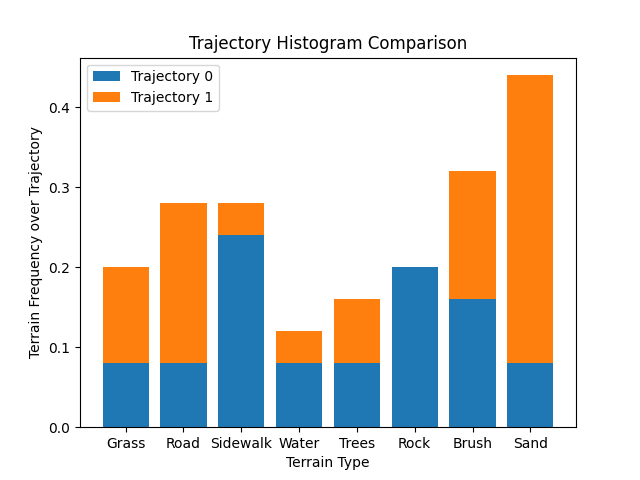 Trajectory Histogram Comparison
Trajectory 0
Trajectory 1
Terrain Frequency over Trajectory
0.4
0.3
0.2
0.1
0.0
Grass Road Sidewalk Water Trees Rock Brush Sand
Terrain Type